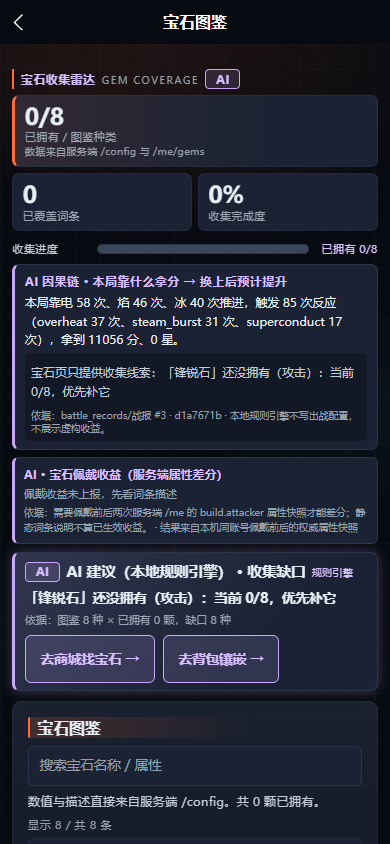 宝石图鉴
宝石收集雷达 GEM COVERAGE AI
0/8
已拥有 / 图鉴种类
数据来自服务端 /config 与 /me/gems
0
已覆盖词条
0%
收集完成度
收集进度 已拥有 0/8
AI 因果链 • 本局靠什么拿分 → 换上后预计提升
本局靠电 58 次、焰 46 次、冰 40 次推进，触发 85 次反应
（overheat 37 次、steam_burst 31 次、superconduct 17
次），拿到 11056 分、0 星。
宝石页只提供收集线索：「锋锐石」还没拥有（攻击）：当前
0/8，优先补它
依据：battle_records/战报 #3 · d1a7671b · 本地规则引擎不写出战配置，
不展示虚构收益。
AI • 宝石佩戴收益（服务端属性差分）
佩戴收益未上报，先看词条描述
依据：需要佩戴前后两次服务端 /me 的 build.attacker 属性快照才能差分；静
态词条说明不算已生效收益。 · 结果来自本机同账号佩戴前后的权威属性快照
AI AI 建议（本地规则引擎）• 收集缺口 规则引擎
「锋锐石」还没拥有（攻击）：当前 0/8，优先补它
依据：图鉴 8 种 × 已拥有 0 颗，缺口 8 种
去商城找宝石 →
去背包镶嵌 →
宝石图鉴
搜索宝石名称 / 属性
数值与描述直接来自服务端 /config。共 0 颗已拥有。
显示 8 / 共 8 条